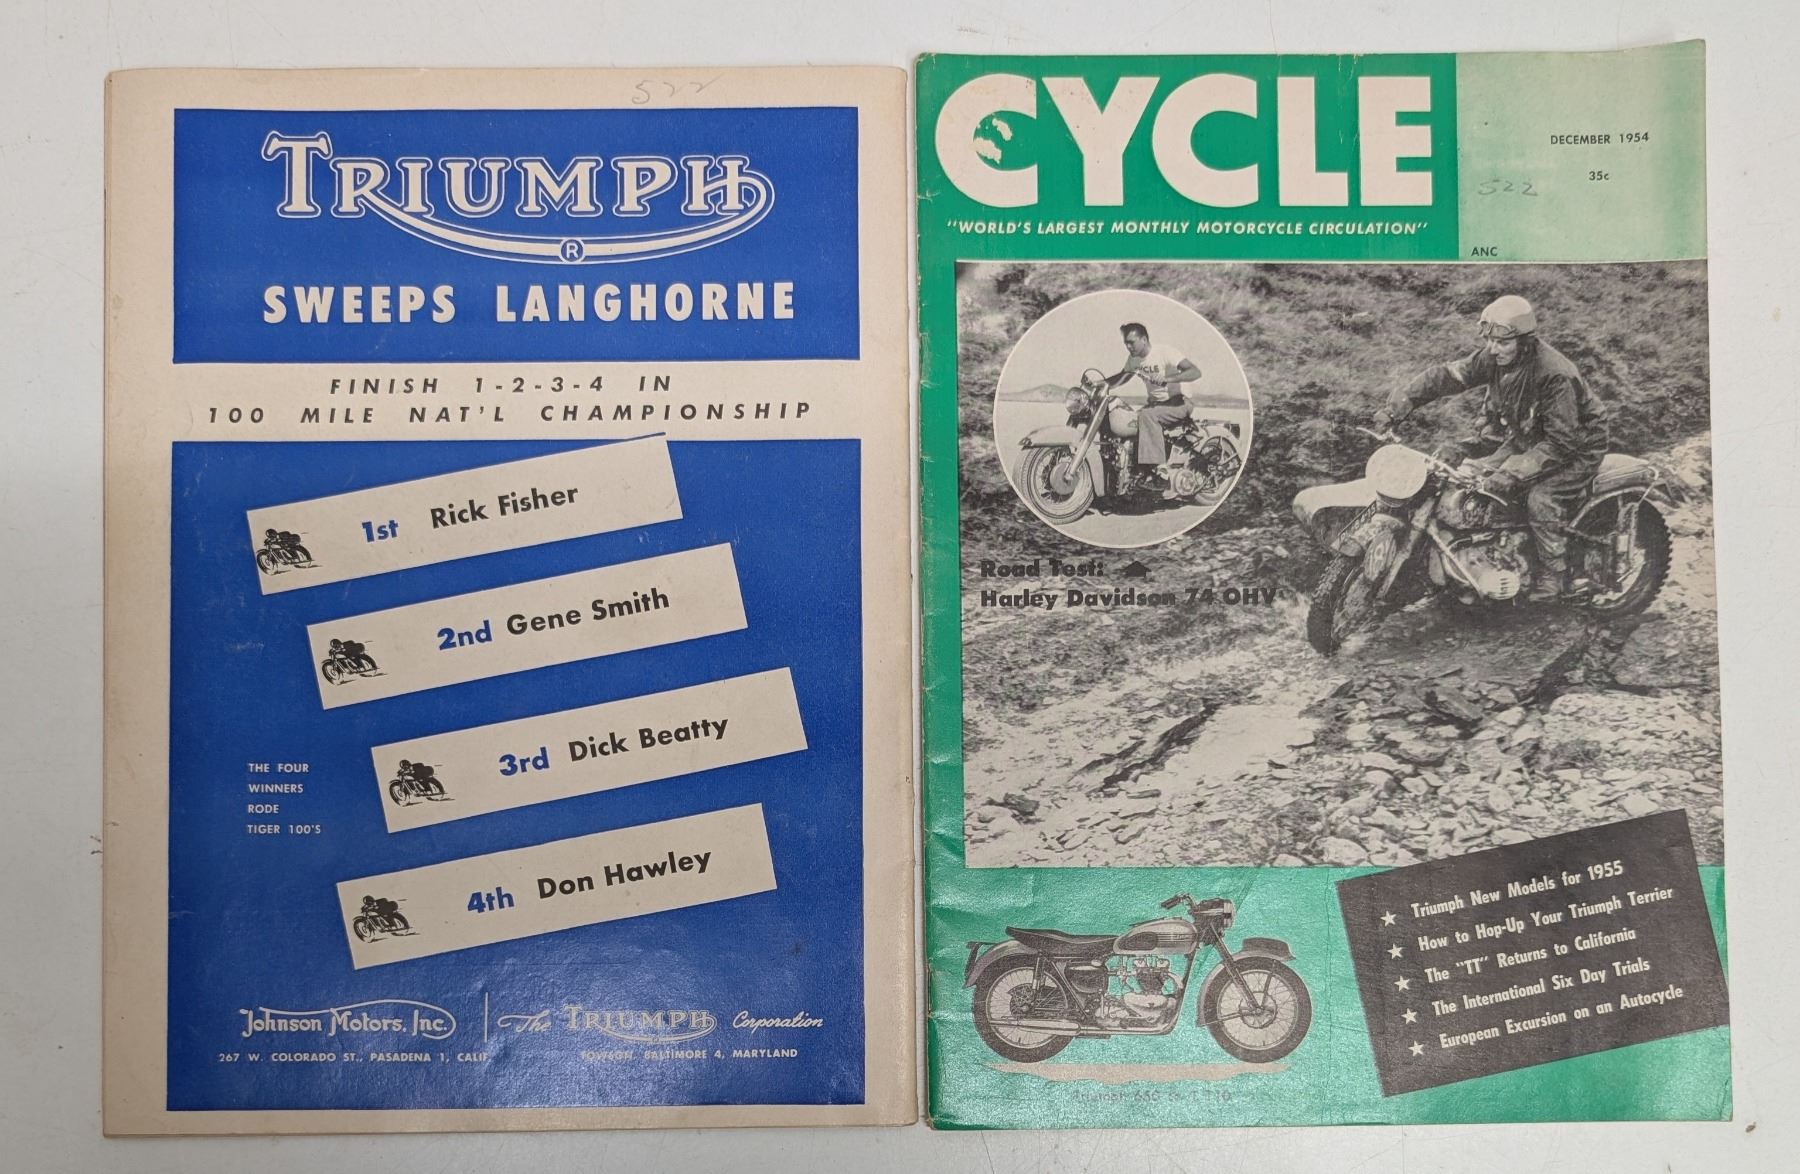 522
TRIUMPH
®
SWEEPS LANGHORNE
FINISH 1-2-3-4 IN
100 MILE NAT'L CHAMPIONSHIP
1st Rick Fisher
2nd Gene Smith
3rd Dick Beatty
4th Don Hawley
THE FOUR
WINNERS
RODE
TIGER 100'S
Johnson Motors, Inc.
267 W. COLORADO ST., PASADENA 1, CALIF
The TRIUMPH Corporation
TOWSON, BALTIMORE 4, MARYLAND
CYCLE
"WORLD'S LARGEST MONTHLY MOTORCYCLE CIRCULATION"
DECEMBER 1954
35c
522
ANC
CYCLE
Road Test:
Harley Davidson 74 OHV
★ Triumph New Models for 1955
★ How to Hop-Up Your Triumph Terrier
★ The "TT" Returns to California
★ The International Six Day Trials
★ European Excursion on an Autocycle
Triumph 650